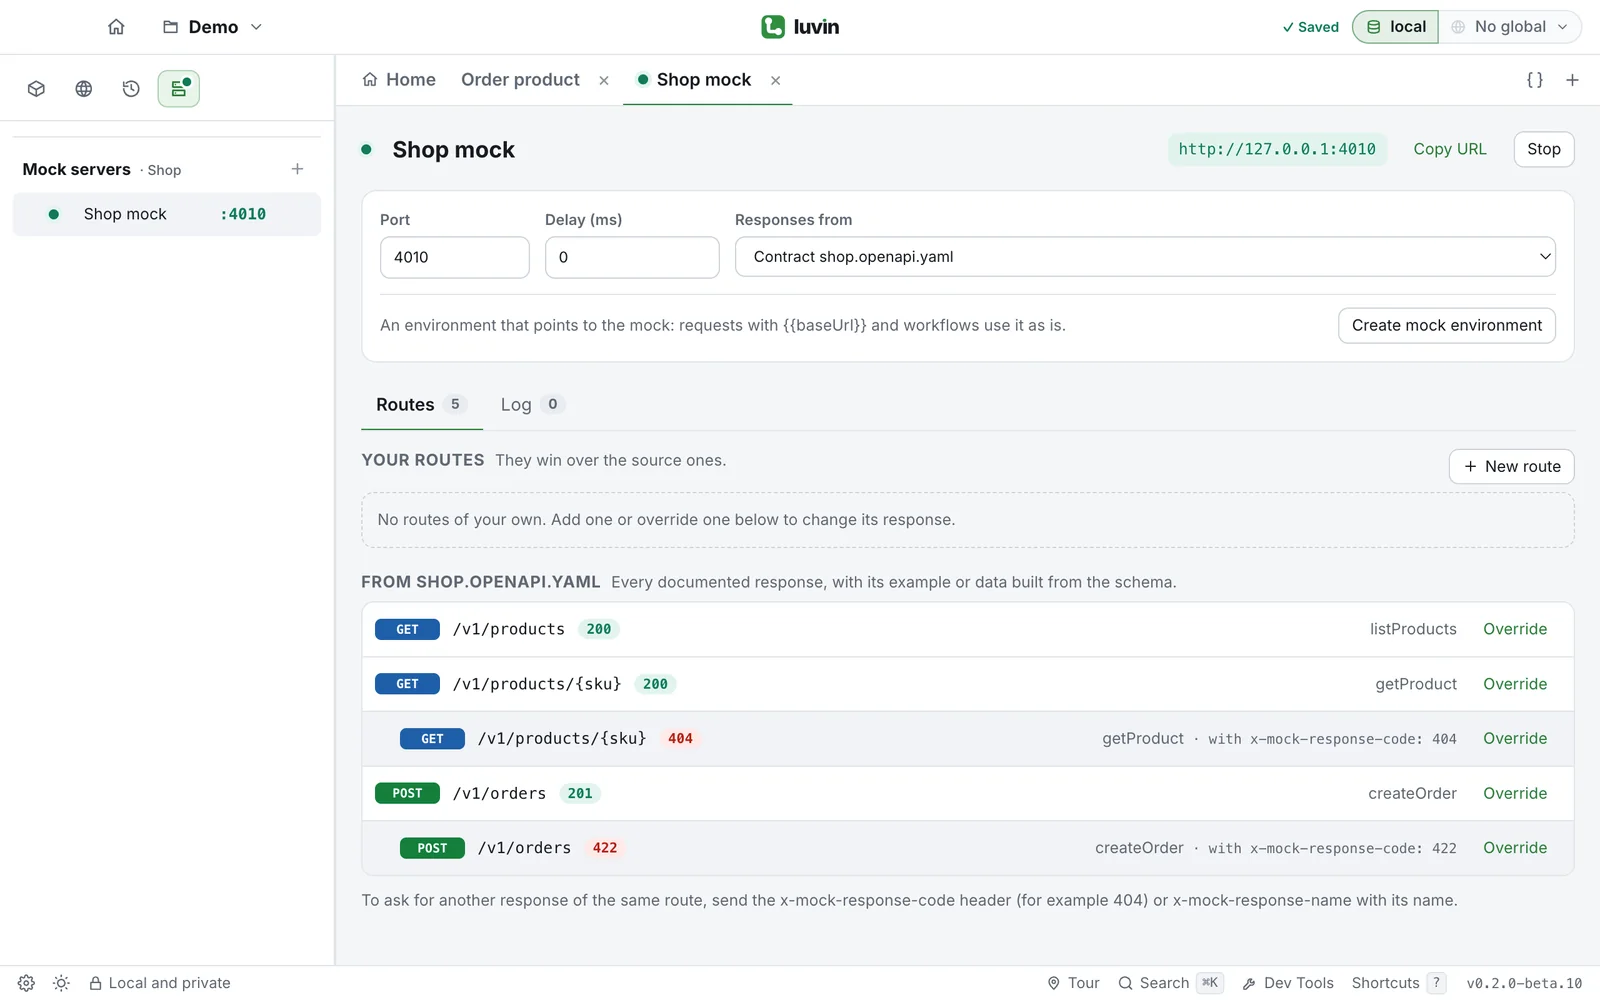 Demo
luvin
Saved
local
No global
Home
Order product
Shop mock
{ }
Mock servers · Shop
Shop mock :4010
Shop mock
http://127.0.0.1:4010
Copy URL
Stop
Port
Delay (ms)
Responses from
4010
0
Contract shop.openapi.yaml
An environment that points to the mock: requests with {{baseUrl}} and workflows use it as is.
Create mock environment
Routes 5
Log 0
YOUR ROUTES They win over the source ones.
+ New route
No routes of your own. Add one or override one below to change its response.
FROM SHOP.OPENAPI.YAML Every documented response, with its example or data built from the schema.
GET /v1/products 200 listProducts Override
GET /v1/products/{sku} 200 getProduct Override
GET /v1/products/{sku} 404 getProduct · with x-mock-response-code: 404 Override
POST /v1/orders 201 createOrder Override
POST /v1/orders 422 createOrder · with x-mock-response-code: 422 Override
To ask for another response of the same route, send the x-mock-response-code header (for example 404) or x-mock-response-name with its name.
Local and private
Tour
Search ⌘K
Dev Tools
Shortcuts ?
v0.2.0-beta.10